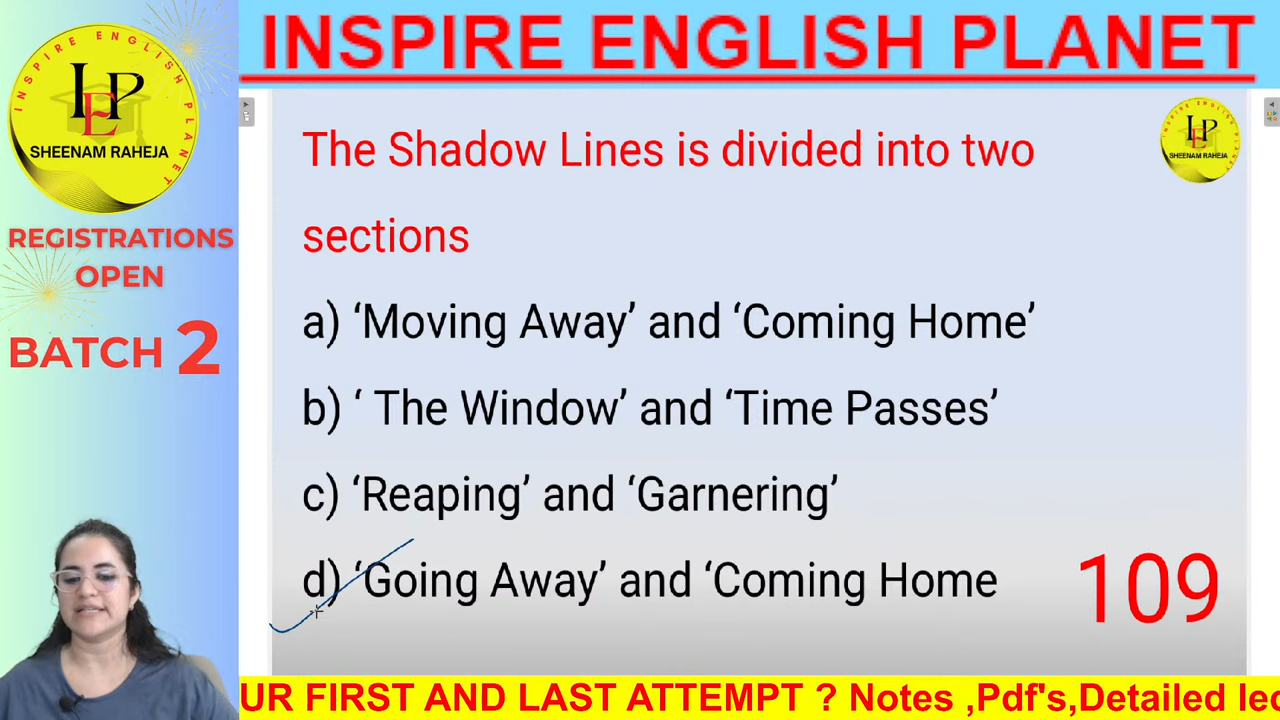 INSPIRE ENGLISH PLANET
INSPIRE ENGLISH PLANET
IEP
SHEENAM RAHEJA
REGISTRATIONS
OPEN
BATCH 2
The Shadow Lines is divided into two
sections
a) ‘Moving Away’ and ‘Coming Home’
b) ‘ The Window’ and ‘Time Passes’
c) ‘Reaping’ and ‘Garnering’
d) ‘Going Away’ and ‘Coming Home
109
IEP
SHEENAM RAHEJA
UR FIRST AND LAST ATTEMPT ? Notes ,Pdf's,Detailed lec